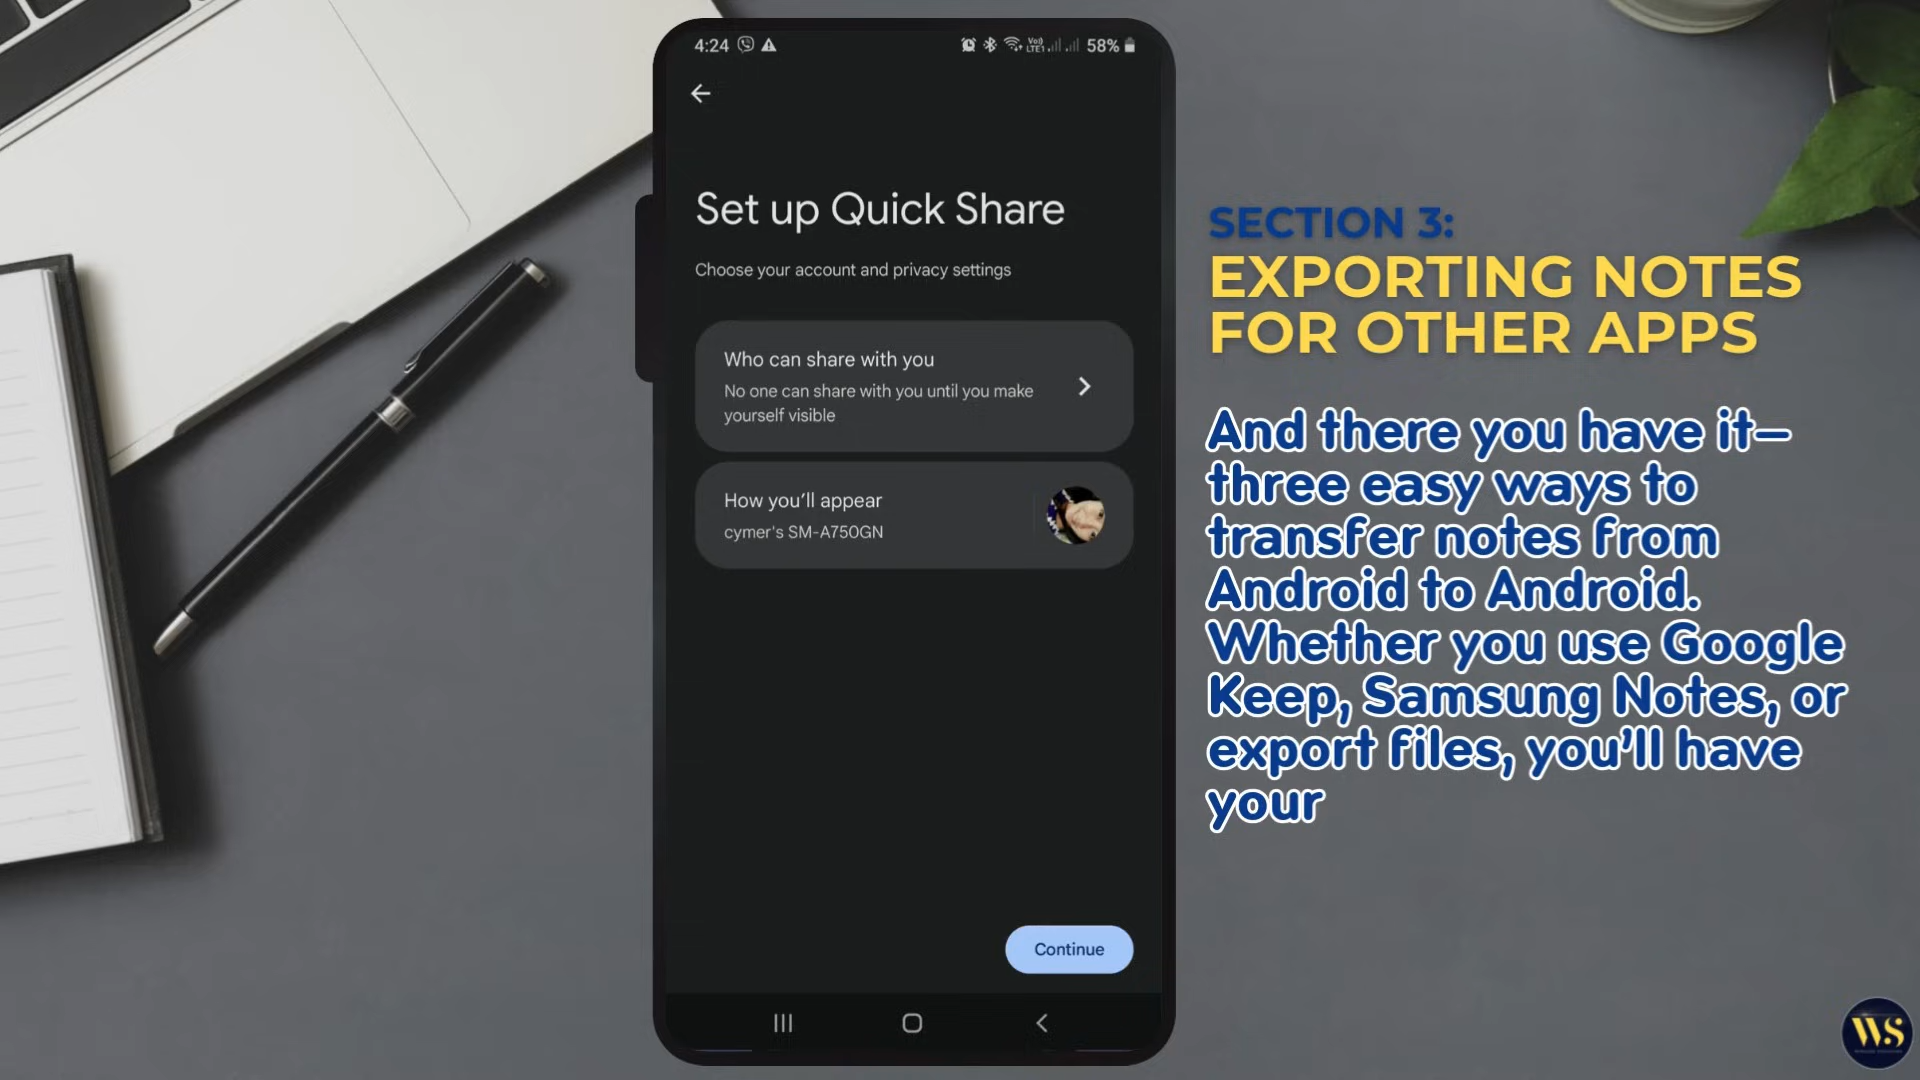 4:24
58%
Set up Quick Share
Choose your account and privacy settings
Who can share with you
No one can share with you until you make
yourself visible
How you’ll appear
cymer's SM-A750GN
Continue
SECTION 3:
EXPORTING NOTES
FOR OTHER APPS
And there you have it—
three easy ways to
transfer notes from
Android to Android.
Whether you use Google
Keep, Samsung Notes, or
export files, you’ll have
your
WS